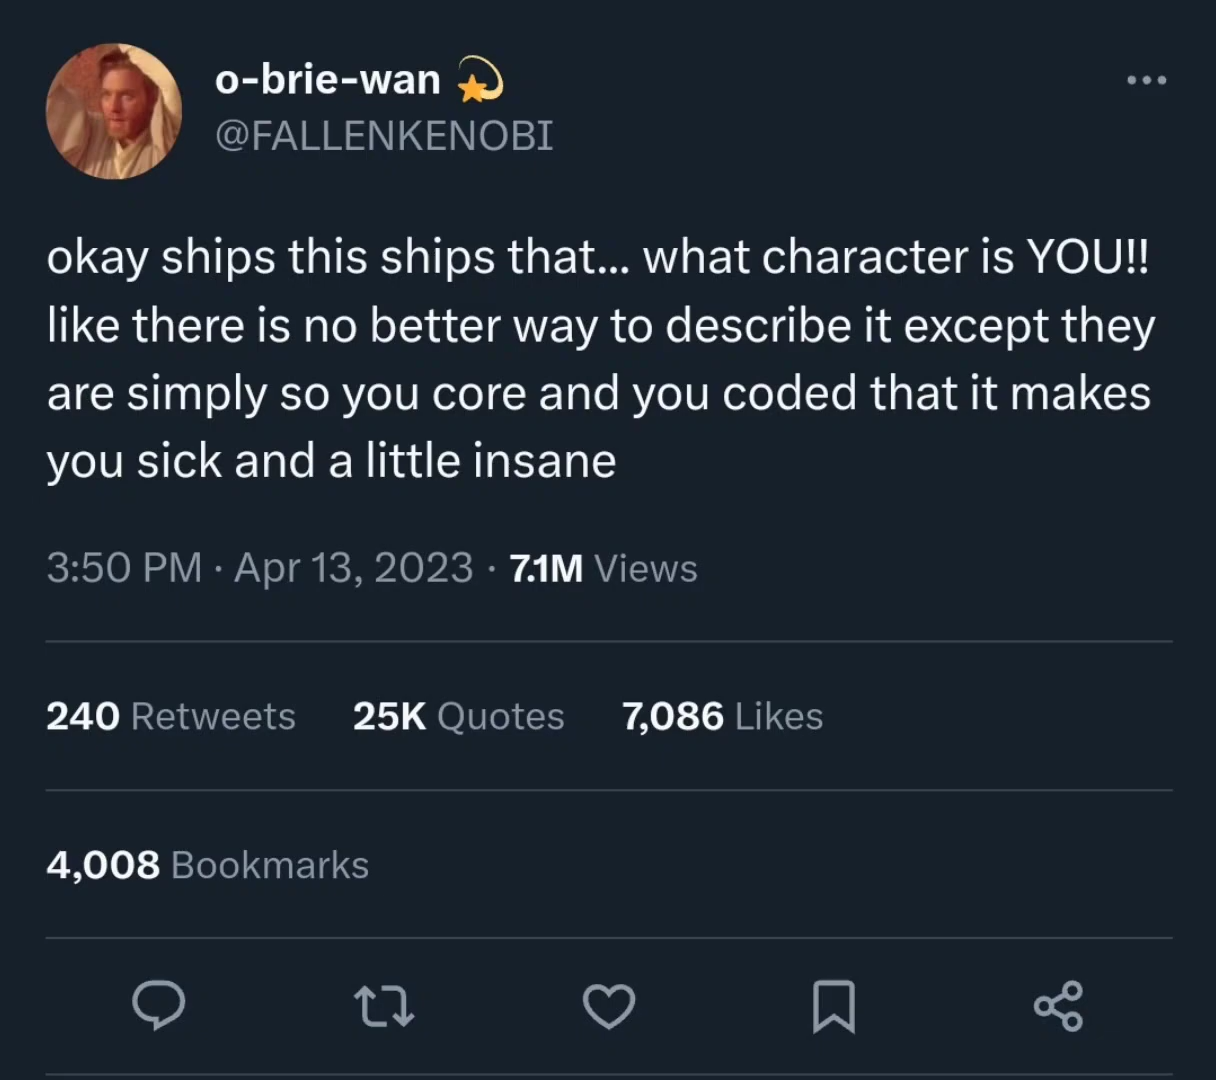 o-brie-wan 💫
@FALLENKENOBI
okay ships this ships that... what character is YOU!!
like there is no better way to describe it except they
are simply so you core and you coded that it makes
you sick and a little insane
3:50 PM · Apr 13, 2023 · 7.1M Views
240 Retweets 25K Quotes 7,086 Likes
4,008 Bookmarks